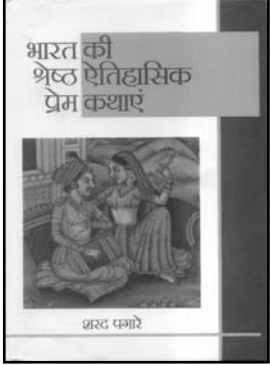 भारत की
श्रेष्ठ ऐतिहासिक
प्रेम कथाएं
शरद पगारे